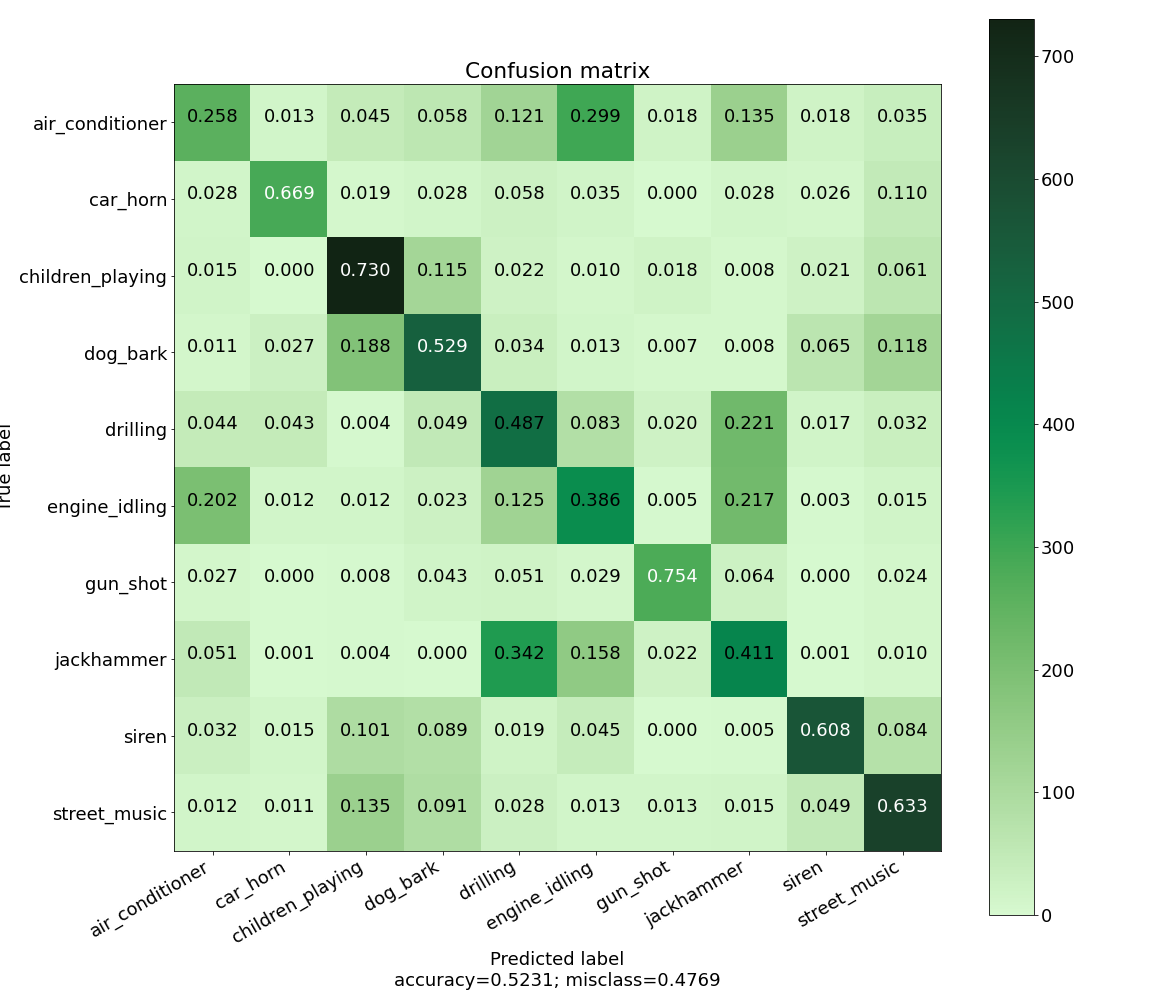 Confusion matrix
air_conditioner 0.258 0.013 0.045 0.058 0.121 0.299 0.018 0.135 0.018 0.035
car_horn 0.028 0.669 0.019 0.028 0.058 0.035 0.000 0.028 0.026 0.110
children_playing 0.015 0.000 0.730 0.115 0.022 0.010 0.018 0.008 0.021 0.061
dog_bark 0.011 0.027 0.188 0.529 0.034 0.013 0.007 0.008 0.065 0.118
drilling 0.044 0.043 0.004 0.049 0.487 0.083 0.020 0.221 0.017 0.032
engine_idling 0.202 0.012 0.012 0.023 0.125 0.386 0.005 0.217 0.003 0.015
gun_shot 0.027 0.000 0.008 0.043 0.051 0.029 0.754 0.064 0.000 0.024
jackhammer 0.051 0.001 0.004 0.000 0.342 0.158 0.022 0.411 0.001 0.010
siren 0.032 0.015 0.101 0.089 0.019 0.045 0.000 0.005 0.608 0.084
street_music 0.012 0.011 0.135 0.091 0.028 0.013 0.013 0.015 0.049 0.633
air_conditioner car_horn children_playing dog_bark drilling engine_idling gun_shot jackhammer siren street_music
Predicted label
accuracy=0.5231; misclass=0.4769
True label
700
600
500
400
300
200
100
0